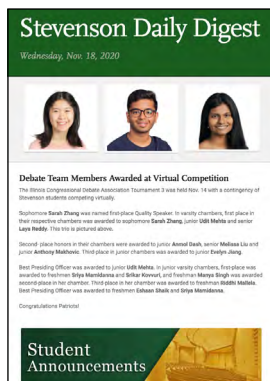 Stevenson Daily Digest
Wednesday, Nov. 18, 2020
Debate Team Members Awarded at Virtual Competition
The Illinois Congressional Debate Association Tournament 3 was held Nov. 14 with a contingency of
Stevenson students competing virtually.
Sophomore Sarah Zhang was named first-place Quality Speaker. In varsity chambers, first place in
their respective chambers was awarded to sophomore Sarah Zhang, junior Udit Mehta and senior
Laya Reddy. This trio is pictured above.
Second- place honors in their chambers were awarded to junior Anmol Dash, senior Melissa Liu and
junior Anthony Makhovic. Third-place in junior chambers was awarded to junior Evelyn Jiang.
Best Presiding Officer was awarded to junior Udit Mehta. In junior varsity chambers, first-place was
awarded to freshman Sriya Mamidanna and Srikar Kovvuri, and freshman Manya Singh was awarded
second-place in her chamber. Third place in her chamber was awarded to freshman Siddhi Mallela.
Best Presiding Officer was awarded to freshmen Eshaan Shaik and Sriya Mamidanna.
Congratulations Patriots!
Student
Announcements